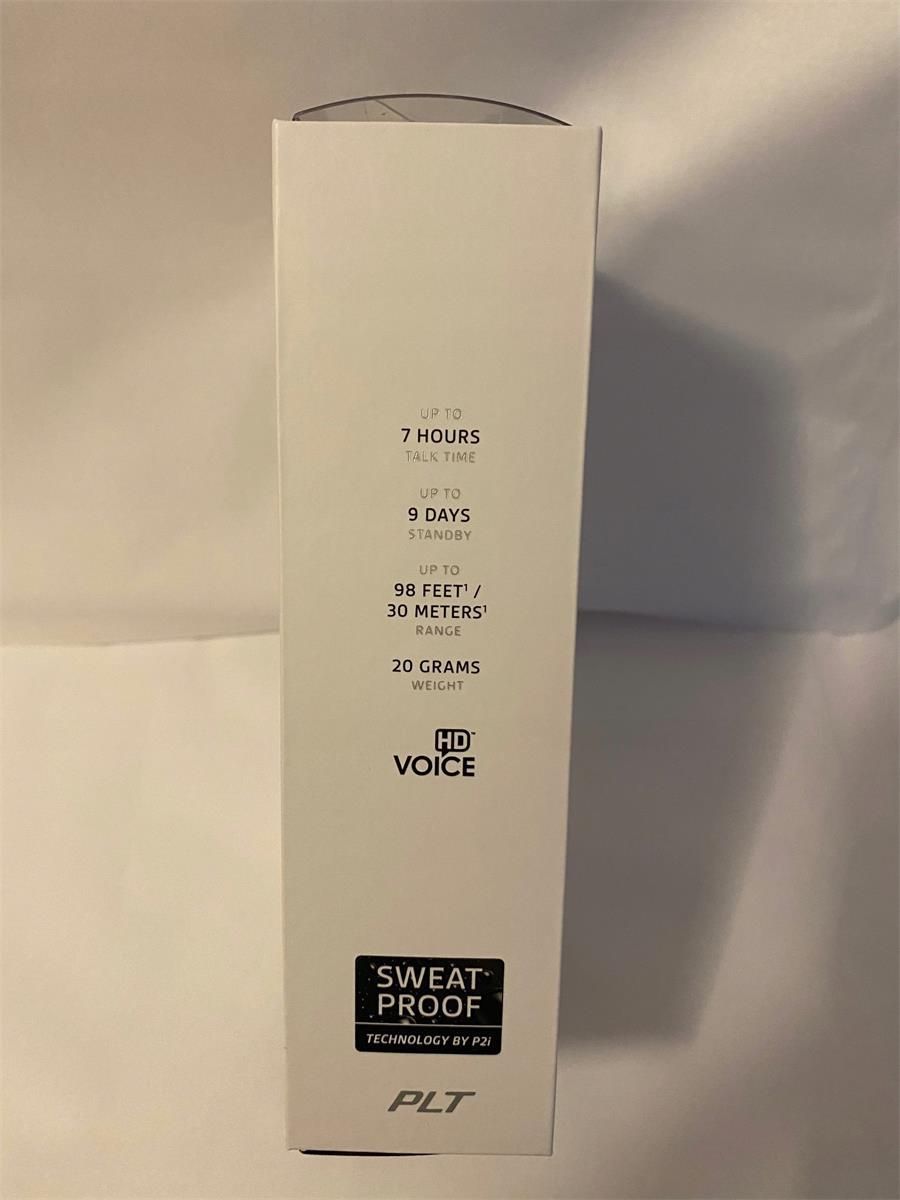 UP TO
7 HOURS
TALK TIME
UP TO
9 DAYS
STANDBY
UP TO
98 FEET¹ /
30 METERS¹
RANGE
20 GRAMS
WEIGHT
HD™
VOICE
SWEAT
PROOF
TECHNOLOGY BY P2i
PLT